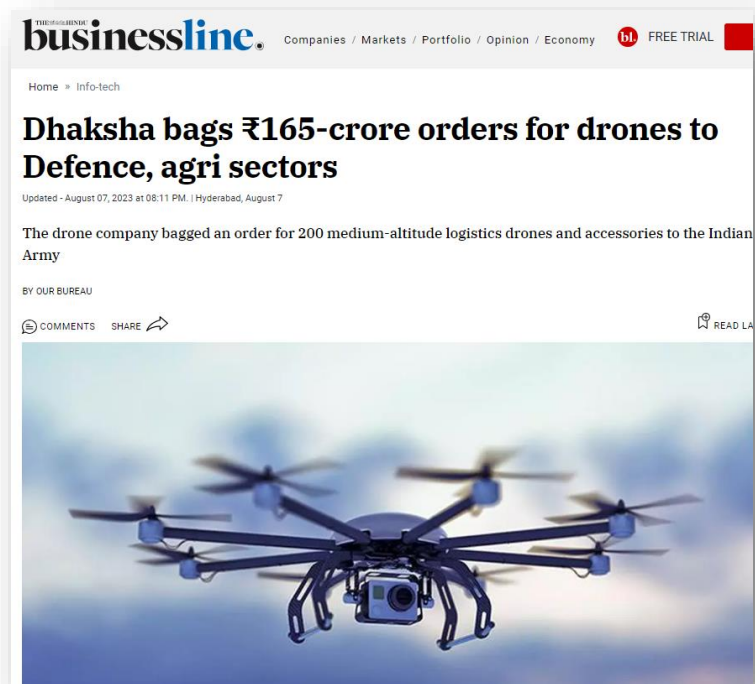 THE HINDU
businessline.
Companies / Markets / Portfolio / Opinion / Economy
bl.
FREE TRIAL
Home » Info-tech
Dhaksha bags ₹165-crore orders for drones to
Defence, agri sectors
Updated - August 07, 2023 at 08:11 PM. | Hyderabad, August 7
The drone company bagged an order for 200 medium-altitude logistics drones and accessories to the Indian
Army
BY OUR BUREAU
COMMENTS SHARE
READ LA